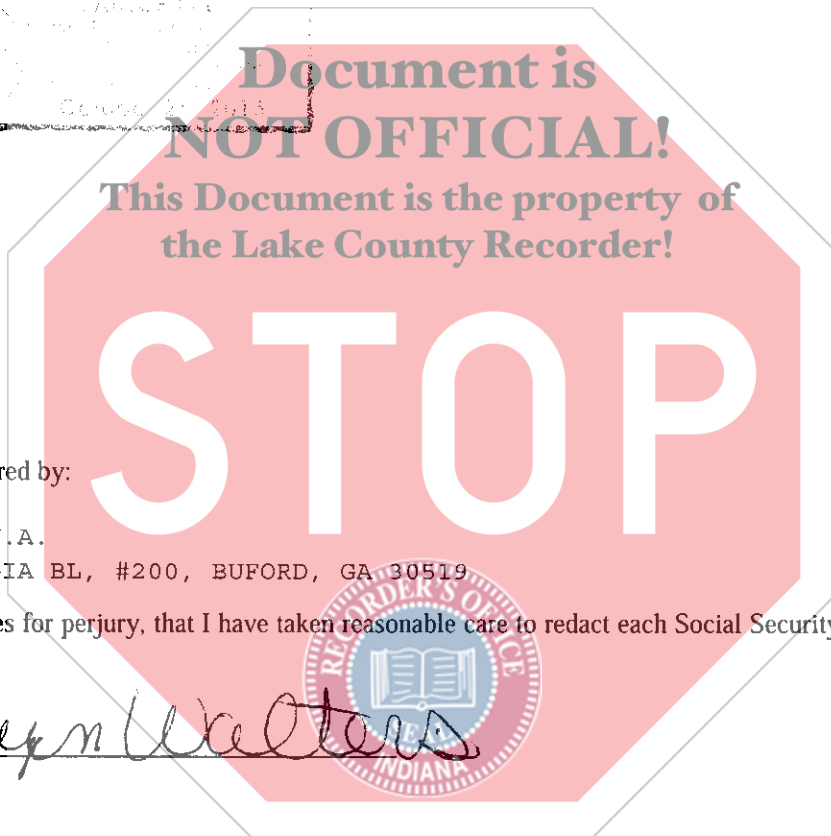 Document is
NOT OFFICIAL!
This Document is the property of
the Lake County Recorder!
STOP
red by:
.A.
IA BL, #200, BUFORD, GA 30519
es for perjury, that I have taken reasonable care to redact each Social Security
RECORDER'S OFFICE
SEAL
INDIANA
Walters